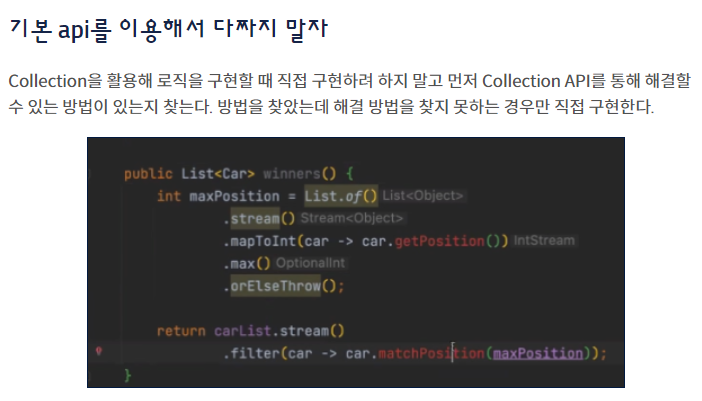 기본 api를 이용해서 다짜지 말자
Collection을 활용해 로직을 구현할 때 직접 구현하려 하지 말고 먼저 Collection API를 통해 해결할
수 있는 방법이 있는지 찾는다. 방법을 찾았는데 해결 방법을 찾지 못하는 경우만 직접 구현한다.
public List<Car> winners() {
int maxPosition = List.of() List<Object>
.stream() Stream<Object>
.mapToInt(car -> car.getPosition()) IntStream
.max() OptionalInt
.orElseThrow();
return carList.stream()
.filter(car -> car.matchPosition(maxPosition));
}